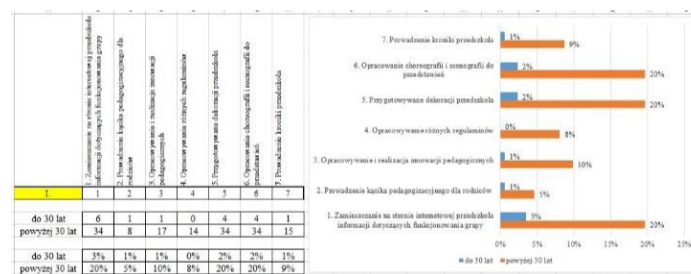 1. Zamieszczanie na stronie internetowej przedszkola
informacji dotyczących funkcjonowania grupy
2. Prowadzenie kącika pedagogizacyjnego dla
rodziców
3. Opracowywanie i realizacja innowacji
pedagogicznych
4. Opracowywanie różnych regulaminów
5. Przygotowywane dekoracji przedszkola
6. Opracowanie choreografii i scenografii do
przedstawień
7. Prowadzenie kroniki przedszkola
1 2 3 4 5 6 7
do 30 lat 6 1 1 0 4 4 1
powyżej 30 lat 34 8 17 14 34 34 15
do 30 lat 3% 1% 1% 0% 2% 2% 1%
powyżej 30 lat 20% 5% 10% 8% 20% 20% 9%
7. Prowadzenie kroniki przedszkola 1%
9%
6. Opracowanie choreografii i scenografii do
przedstawień 2%
20%
5. Przygotowywane dekoracji przedszkola 2%
20%
4. Opracowywanie różnych regulaminów 0%
8%
3. Opracowywanie i realizacja innowacji pedagogicznych 1%
10%
2. Prowadzenie kącika pedagogizacyjnego dla rodziców 1%
5%
1. Zamieszczanie na stronie internetowej przedszkola
informacji dotyczących funkcjonowania grupy 3%
20%
0% 5% 10% 15% 20% 25%
do 30 lat powyżej 30 lat